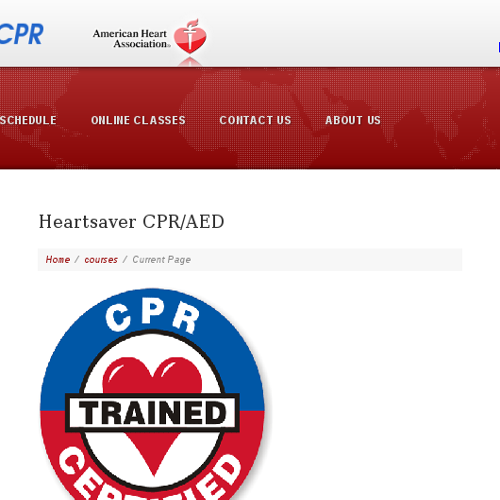 CPR
American Heart
Association®
SCHEDULE ONLINE CLASSES CONTACT US ABOUT US
Heartsaver CPR/AED
Home / courses / Current Page
CPR
TRAINED
CERTIFIED